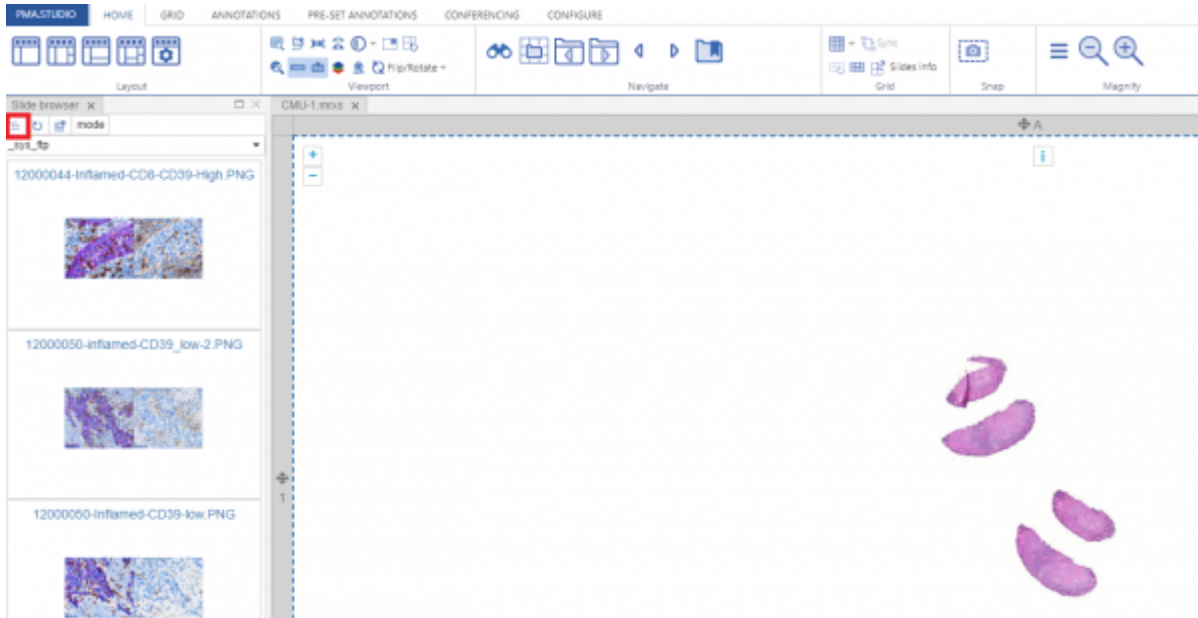 PMA.STUDIO HOME GRID ANNOTATIONS PRE-SET ANNOTATIONS CONFERENCING CONFIGURE
Sync
Flip/Rotate
Slides info
Layout Viewport Navigate Grid Snap Magnify
Slide browser x CMU-1.mrxs x
mode
A
_sys_ftp
+
i
−
12000044-Inflamed-CD8-CD39-High.PNG
12000050-inflamed-CD39_low-2.PNG
1
12000050-Inflamed-CD39-low.PNG